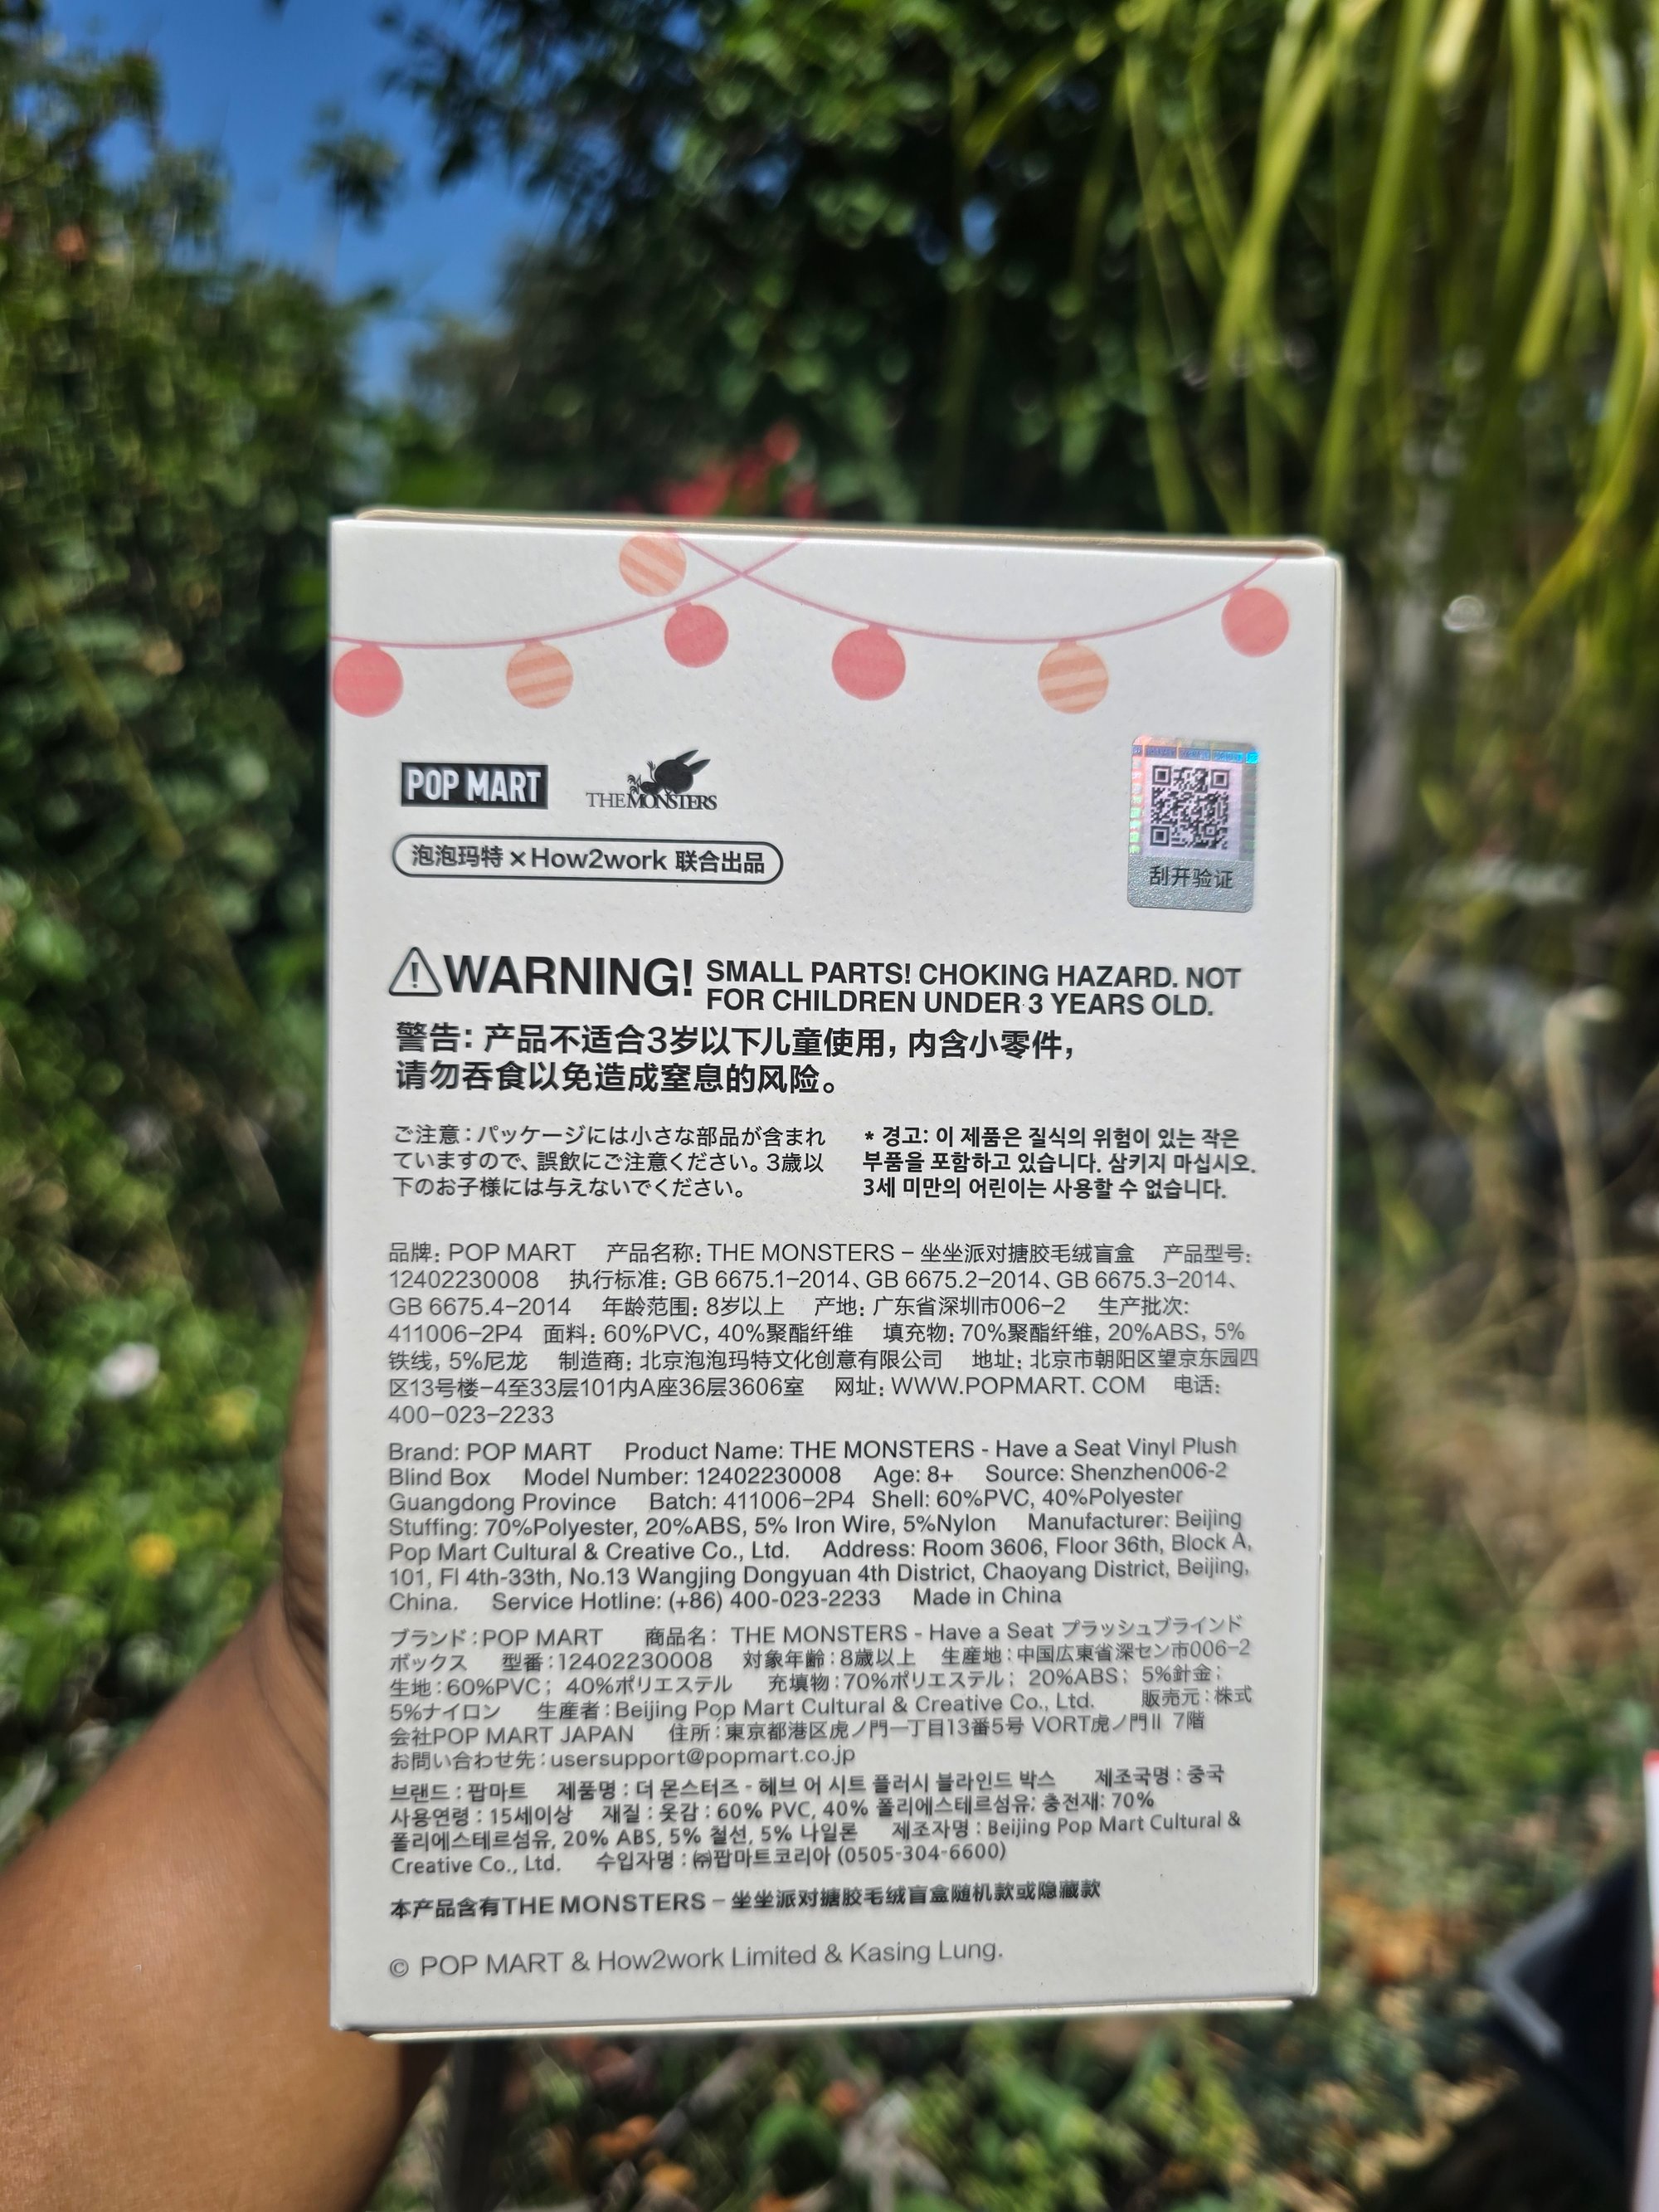 POP MART
THE MONSTERS
泡泡玛特×How2work 联合出品
刮开验证
WARNING! SMALL PARTS! CHOKING HAZARD. NOT
FOR CHILDREN UNDER 3 YEARS OLD.
警告: 产品不适合3岁以下儿童使用, 内含小零件,
请勿吞食以免造成窒息的风险。
ご注意:パッケージには小さな部品が含まれ
ていますので、誤飲にご注意ください。3歳以
下のお子様には与えないでください。
* 경고: 이 제품은 질식의 위험이 있는 작은
부품을 포함하고 있습니다. 삼키지 마십시오.
3세 미만의 어린이는 사용할 수 없습니다.
品牌: POP MART 产品名称: THE MONSTERS – 坐坐派对搪胶毛绒盲盒 产品型号:
12402230008 执行标准: GB 6675.1–2014、GB 6675.2–2014、GB 6675.3–2014、
GB 6675.4–2014 年龄范围: 8岁以上 产地: 广东省深圳市006–2 生产批次:
411006–2P4 面料: 60%PVC, 40%聚酯纤维 填充物: 70%聚酯纤维, 20%ABS, 5%
铁线, 5%尼龙 制造商: 北京泡泡玛特文化创意有限公司 地址: 北京市朝阳区望京东园四
区13号楼–4至33层101内A座36层3606室 网址: WWW.POPMART. COM 电话:
400–023–2233
Brand: POP MART Product Name: THE MONSTERS - Have a Seat Vinyl Plush
Blind Box Model Number: 12402230008 Age: 8+ Source: Shenzhen006-2
Guangdong Province Batch: 411006–2P4 Shell: 60%PVC, 40%Polyester
Stuffing: 70%Polyester, 20%ABS, 5% Iron Wire, 5%Nylon Manufacturer: Beijing
Pop Mart Cultural & Creative Co., Ltd. Address: Room 3606, Floor 36th, Block A,
101, Fl 4th-33th, No.13 Wangjing Dongyuan 4th District, Chaoyang District, Beijing,
China. Service Hotline: (+86) 400-023-2233 Made in China
ブランド:POP MART 商品名: THE MONSTERS - Have a Seat プラッシュブラインド
ボックス 型番:12402230008 対象年齢:8歳以上 生産地:中国広東省深セン市006–2
生地:60%PVC; 40%ポリエステル 充填物:70%ポリエステル; 20%ABS; 5%針金;
5%ナイロン 生産者:Beijing Pop Mart Cultural & Creative Co., Ltd. 販売元:株式
会社POP MART JAPAN 住所:東京都港区虎ノ門一丁目13番5号 VORT虎ノ門II 7階
お問い合わせ先:usersupport@popmart.co.jp
브랜드 : 팝마트 제품명 : 더 몬스터즈 - 헤브 어 시트 플러시 블라인드 박스 제조국명 : 중국
사용연령 : 15세이상 재질 : 옷감 : 60% PVC, 40% 폴리에스테르섬유; 충전재: 70%
폴리에스테르섬유, 20% ABS, 5% 철선, 5% 나일론 제조자명 : Beijing Pop Mart Cultural &
Creative Co., Ltd. 수입자명 : ㈜팝마트코리아 (0505-304-6600)
本产品含有THE MONSTERS – 坐坐派对搪胶毛绒盲盒随机款或隐藏款
© POP MART & How2work Limited & Kasing Lung.